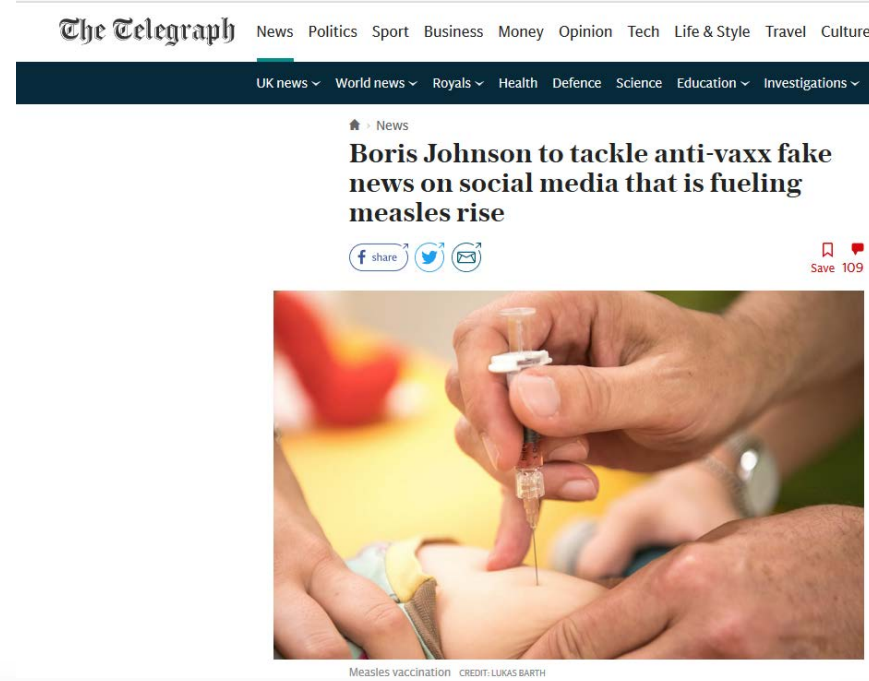 The Telegraph
News Politics Sport Business Money Opinion Tech Life & Style Travel Culture
UK news World news Royals Health Defence Science Education Investigations
News
Boris Johnson to tackle anti-vaxx fake
news on social media that is fueling
measles rise
f share
Save 109
Measles vaccination CREDIT: LUKAS BARTH